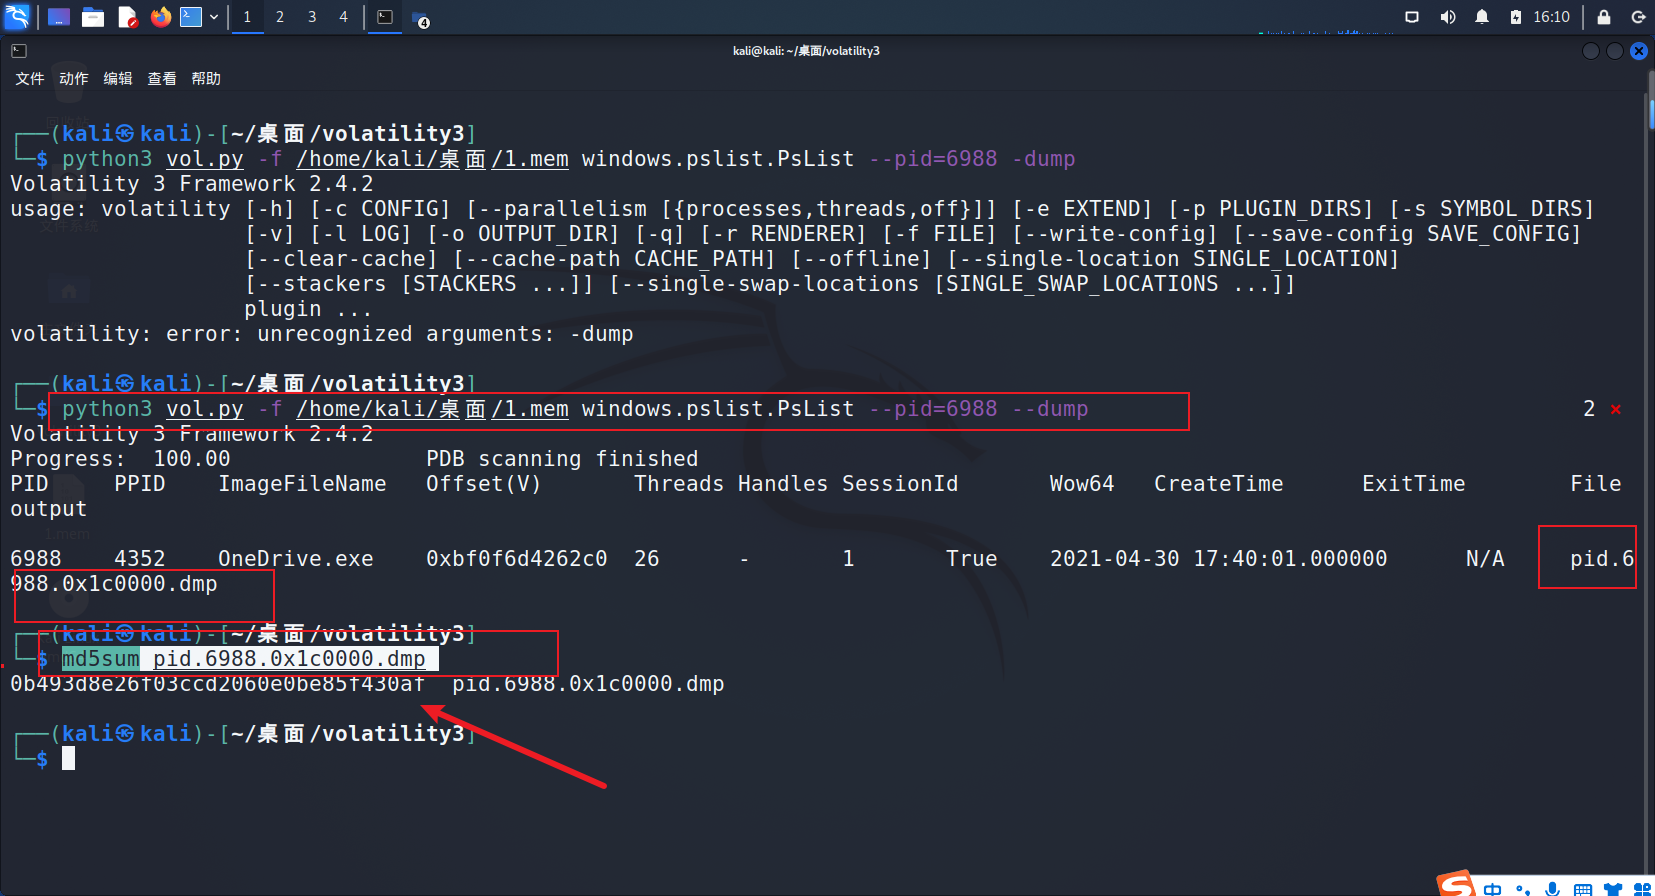 1 2 3 4 4 16:10
kali@kali: ~/桌面/volatility3
文件 动作 编辑 查看 帮助
┌──(kali㉿kali)-[~/桌面/volatility3]
└─$ python3 vol.py -f /home/kali/桌面/1.mem windows.pslist.PsList --pid=6988 -dump
Volatility 3 Framework 2.4.2
usage: volatility [-h] [-c CONFIG] [--parallelism [{processes,threads,off}]] [-e EXTEND] [-p PLUGIN_DIRS] [-s SYMBOL_DIRS]
[-v] [-l LOG] [-o OUTPUT_DIR] [-q] [-r RENDERER] [-f FILE] [--write-config] [--save-config SAVE_CONFIG]
[--clear-cache] [--cache-path CACHE_PATH] [--offline] [--single-location SINGLE_LOCATION]
[--stackers [STACKERS ...]] [--single-swap-locations [SINGLE_SWAP_LOCATIONS ...]]
plugin ...
volatility: error: unrecognized arguments: -dump
┌──(kali㉿kali)-[~/桌面/volatility3]
└─$ python3 vol.py -f /home/kali/桌面/1.mem windows.pslist.PsList --pid=6988 --dump 2 ⨯
Volatility 3 Framework 2.4.2
Progress: 100.00 PDB scanning finished
PID PPID ImageFileName Offset(V) Threads Handles SessionId Wow64 CreateTime ExitTime File
output
1.mem
6988 4352 OneDrive.exe 0xbf0f6d4262c0 26 - 1 True 2021-04-30 17:40:01.000000 N/A pid.6
988.0x1c0000.dmp
┌──(kali㉿kali)-[~/桌面/volatility3]
└─$ md5sum pid.6988.0x1c0000.dmp
0b493d8e26f03ccd2060e0be85f430af pid.6988.0x1c0000.dmp
┌──(kali㉿kali)-[~/桌面/volatility3]
└─$
中